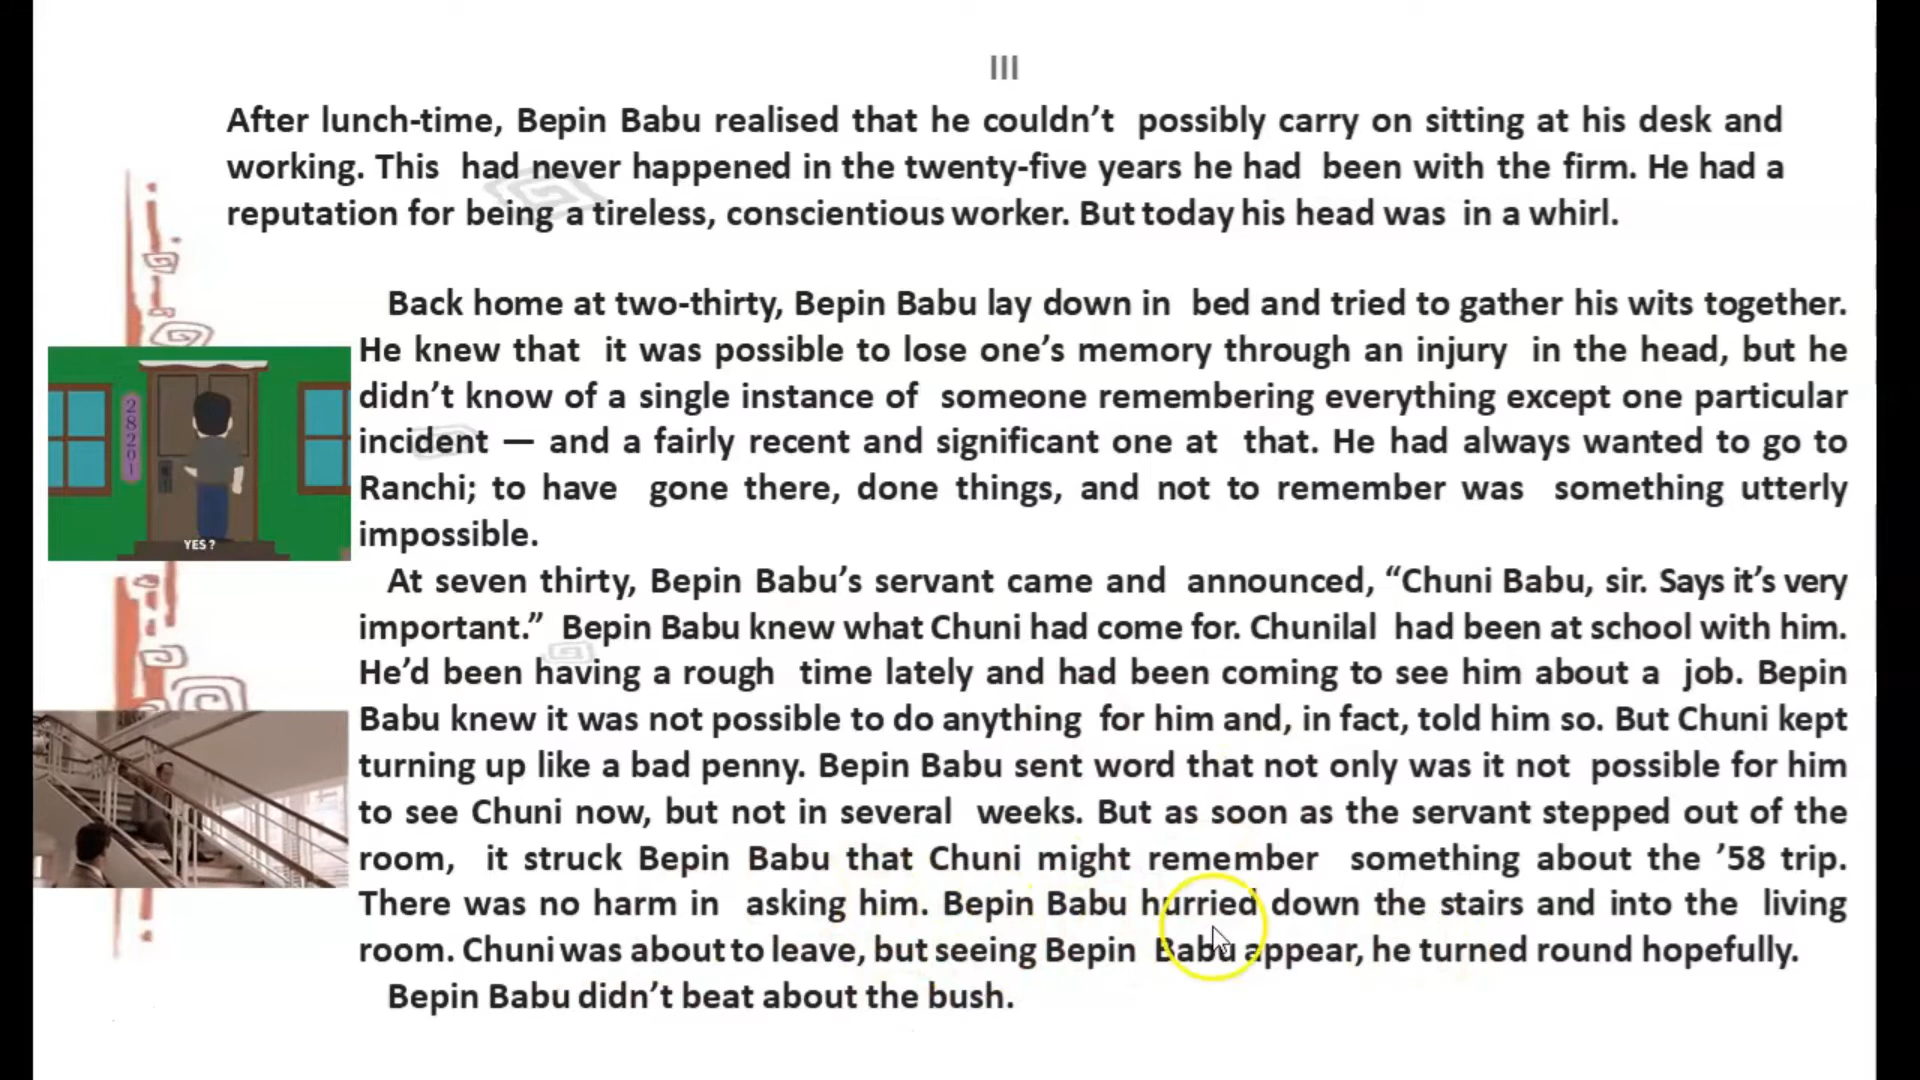 III
After lunch-time, Bepin Babu realised that he couldn’t possibly carry on sitting at his desk and
working. This had never happened in the twenty-five years he had been with the firm. He had a
reputation for being a tireless, conscientious worker. But today his head was in a whirl.
Back home at two-thirty, Bepin Babu lay down in bed and tried to gather his wits together.
He knew that it was possible to lose one’s memory through an injury in the head, but he
didn’t know of a single instance of someone remembering everything except one particular
incident — and a fairly recent and significant one at that. He had always wanted to go to
Ranchi; to have gone there, done things, and not to remember was something utterly
impossible.
28201
YES?
At seven thirty, Bepin Babu’s servant came and announced, “Chuni Babu, sir. Says it’s very
important.” Bepin Babu knew what Chuni had come for. Chunilal had been at school with him.
He’d been having a rough time lately and had been coming to see him about a job. Bepin
Babu knew it was not possible to do anything for him and, in fact, told him so. But Chuni kept
turning up like a bad penny. Bepin Babu sent word that not only was it not possible for him
to see Chuni now, but not in several weeks. But as soon as the servant stepped out of the
room, it struck Bepin Babu that Chuni might remember something about the ’58 trip.
There was no harm in asking him. Bepin Babu hurried down the stairs and into the living
room. Chuni was about to leave, but seeing Bepin Babu appear, he turned round hopefully.
Bepin Babu didn’t beat about the bush.